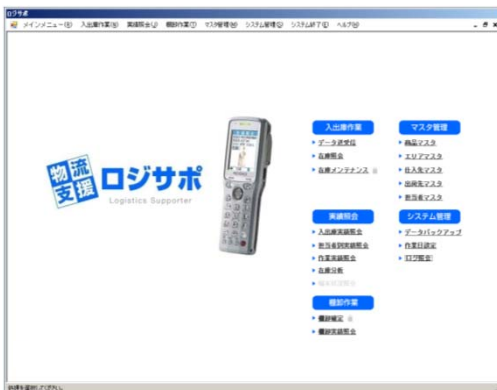 ロジサポ
メインメニュー(S) 入出庫作業(N) 実績照会(J) 棚卸作業(T) マスタ管理(M) システム管理(S) システム終了(E) ヘルプ(H)
物流
支援
ロジサポ
Logistics Supporter
入出庫作業
データ送受信
在庫照会
在庫メンテナンス
実績照会
入出庫実績照会
担当者別実績照会
作業実績照会
在庫分析
棚卸作業
棚卸確定
棚卸実績照会
マスタ管理
商品マスタ
エリアマスタ
仕入先マスタ
出荷先マスタ
担当者マスタ
システム管理
データバックアップ
作業日設定
ログ照会